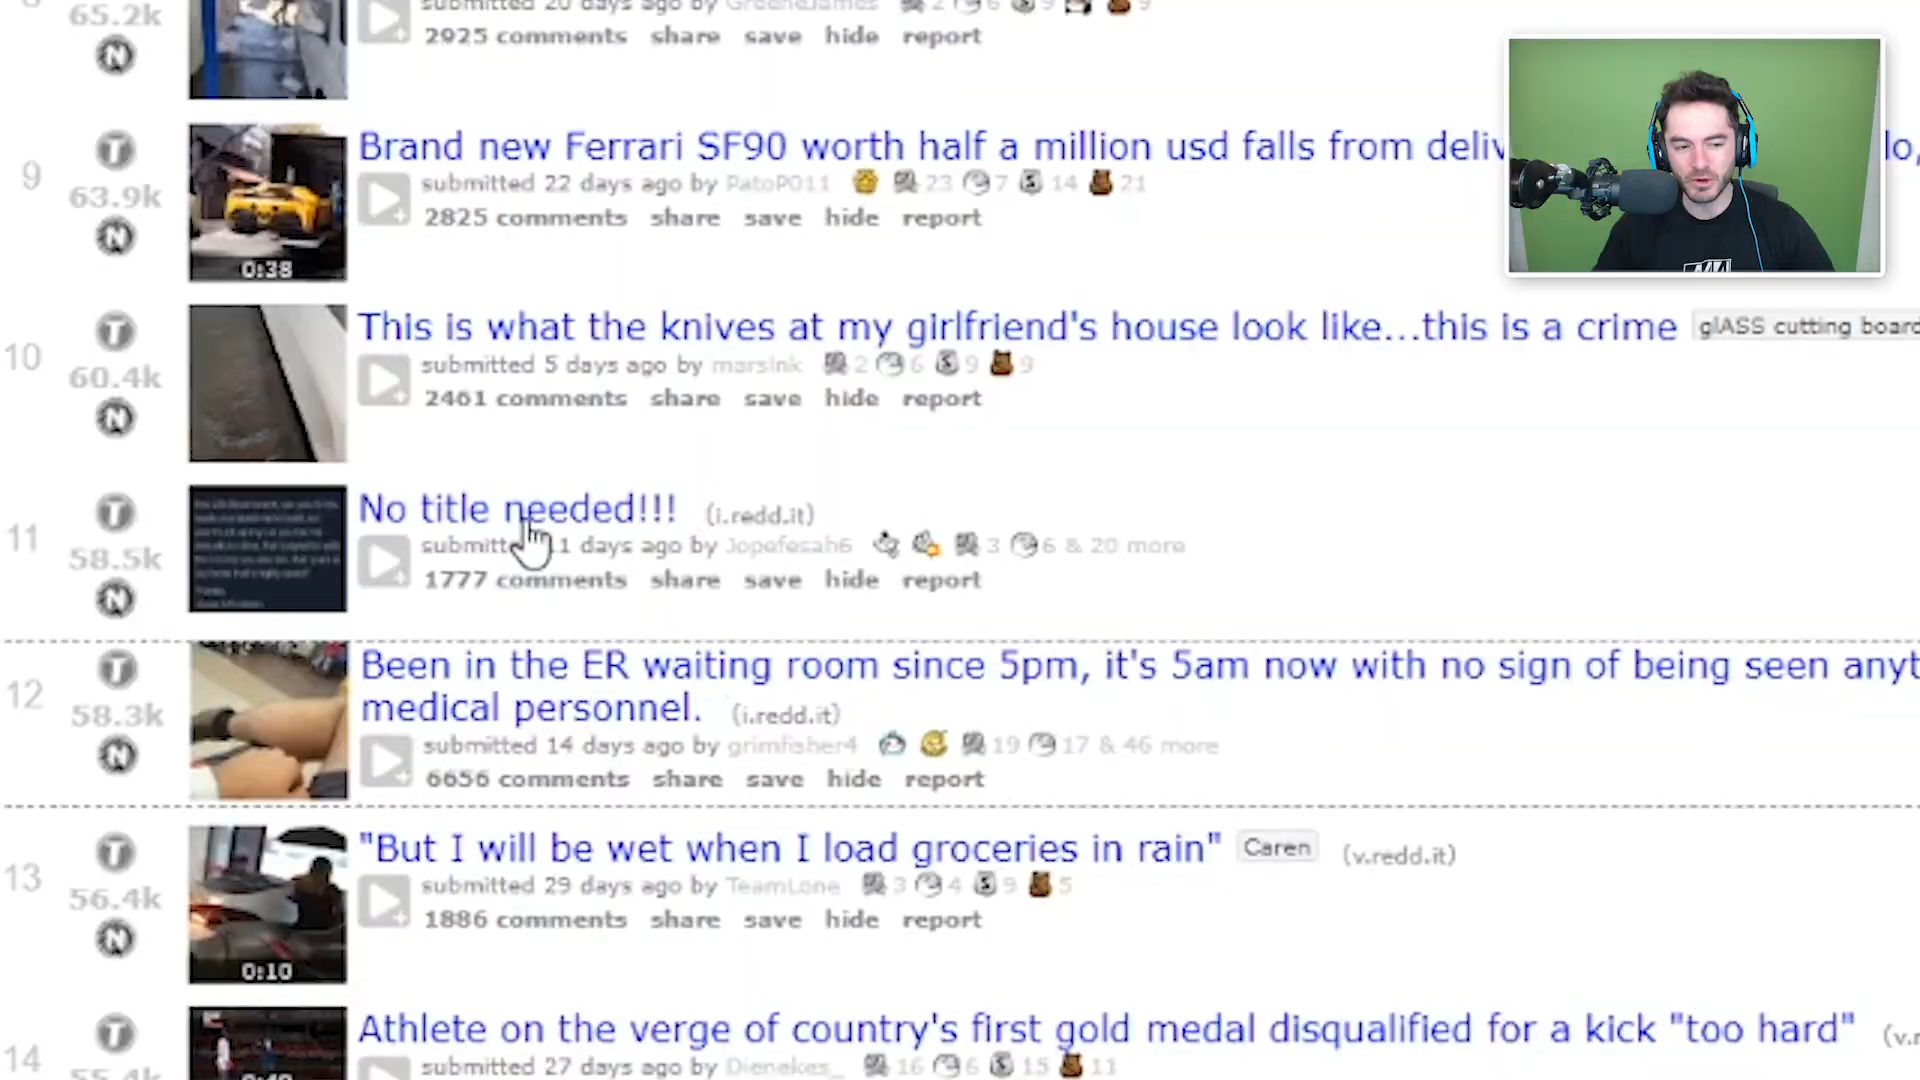 65.2k
submitted 20 days ago by GreeneJames 2 6 9 9
2925 comments share save hide report
9
63.9k
Brand new Ferrari SF90 worth half a million usd falls from deliv
lo,
submitted 22 days ago by PatoP011 23 7 14 21
2825 comments share save hide report
0:38
10
60.4k
This is what the knives at my girlfriend's house look like...this is a crime glASS cutting board
submitted 5 days ago by marsink 2 6 9 9
2461 comments share save hide report
11
58.5k
No title needed!!! (i.redd.it)
submitt 11 days ago by Jopefesah6 3 6 & 20 more
1777 comments share save hide report
12
58.3k
Been in the ER waiting room since 5pm, it's 5am now with no sign of being seen anyt
medical personnel. (i.redd.it)
submitted 14 days ago by grimfisher4 19 17 & 46 more
6656 comments share save hide report
13
56.4k
"But I will be wet when I load groceries in rain" Caren (v.redd.it)
submitted 29 days ago by TeamLone 3 4 9 5
1886 comments share save hide report
0:10
14
55.4k
Athlete on the verge of country's first gold medal disqualified for a kick "too hard" (v.r
submitted 27 days ago by Dienekes_ 16 6 15 11